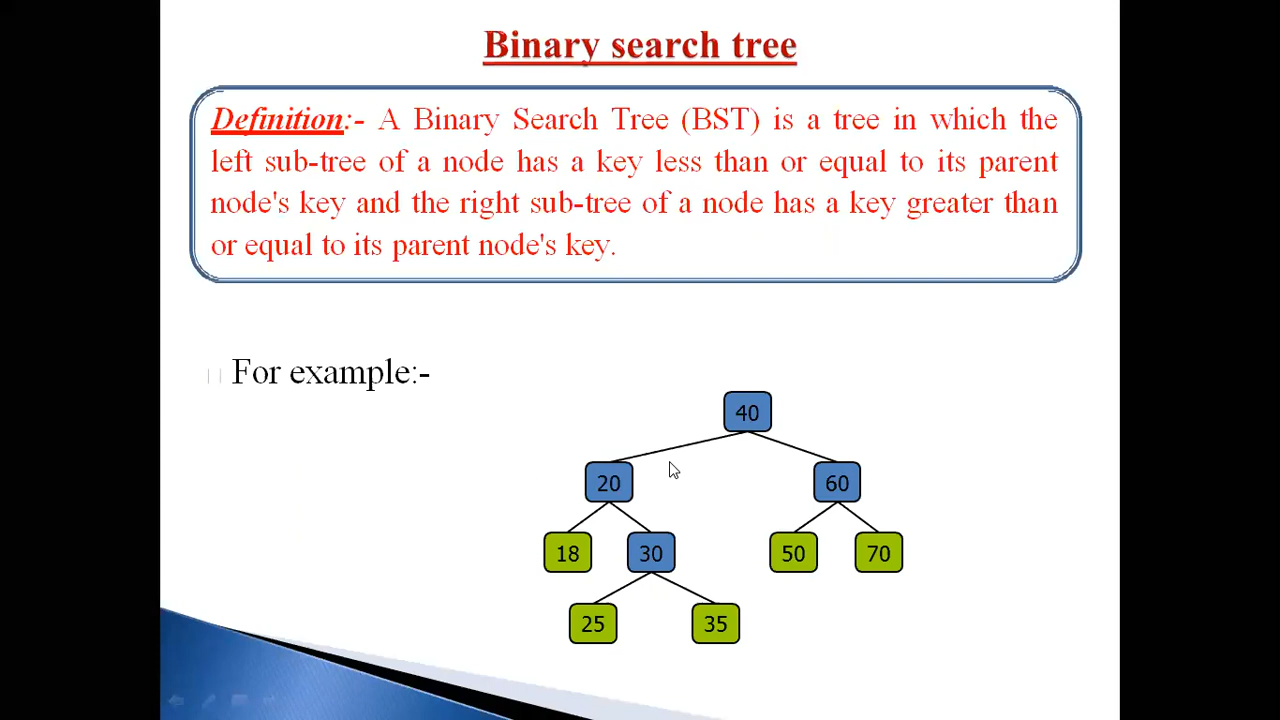 Binary search tree
Definition:- A Binary Search Tree (BST) is a tree in which the
left sub-tree of a node has a key less than or equal to its parent
node's key and the right sub-tree of a node has a key greater than
or equal to its parent node's key.
For example:-
40
20 60
18 30 50 70
25 35